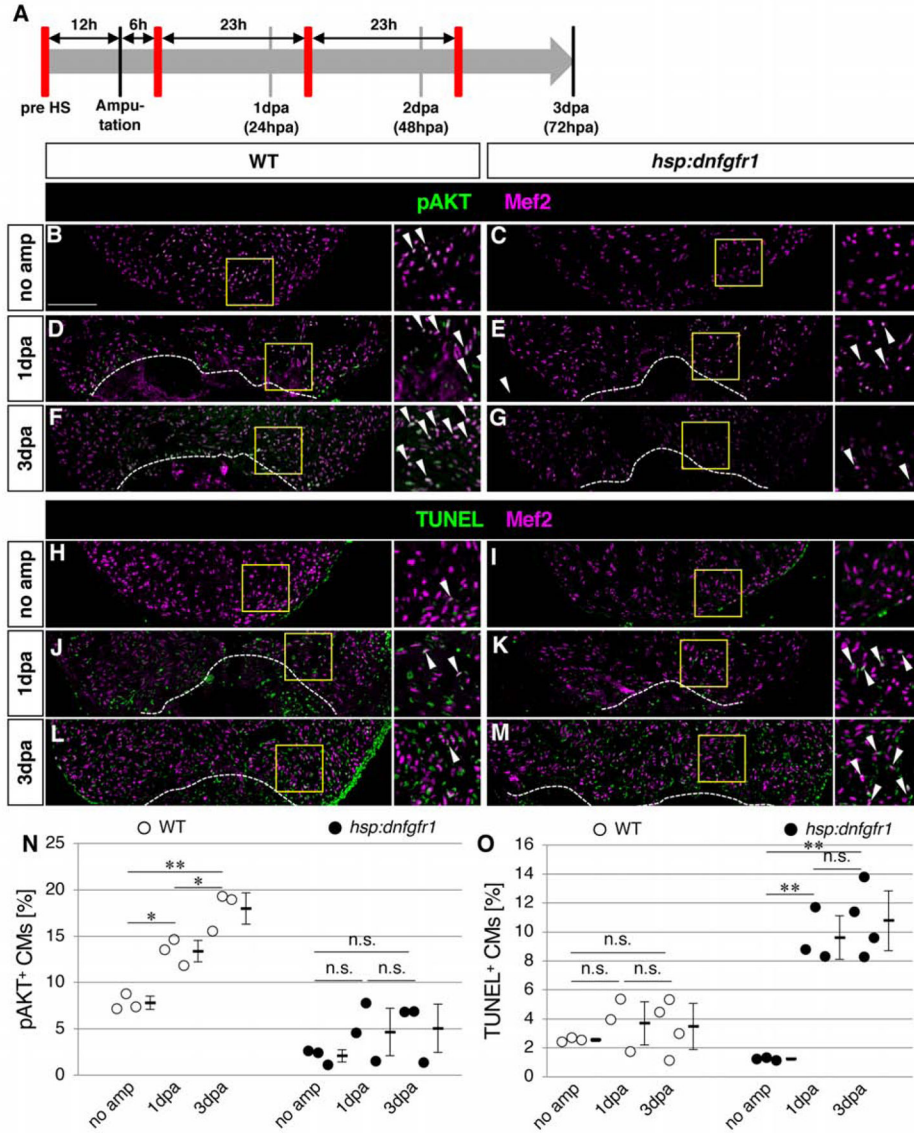 A
12h 6h 23h 23h
pre HS Ampu-
tation
1dpa
(24hpa)
2dpa
(48hpa)
3dpa
(72hpa)
WT hsp:dnfgfr1
pAKT Mef2
no amp B C
1dpa D E
3dpa F G
TUNEL Mef2
no amp H I
1dpa J K
3dpa L M
N WT hsp:dnfgfr1
pAKT+ CMs [%]
25
20
15
10
5
0
**
*
*
n.s.
n.s. n.s.
no amp 1dpa 3dpa no amp 1dpa 3dpa
O WT hsp:dnfgfr1
TUNEL+ CMs [%]
16
14
12
10
8
6
4
2
0
n.s.
n.s. n.s.
**
n.s.
**
no amp 1dpa 3dpa no amp 1dpa 3dpa